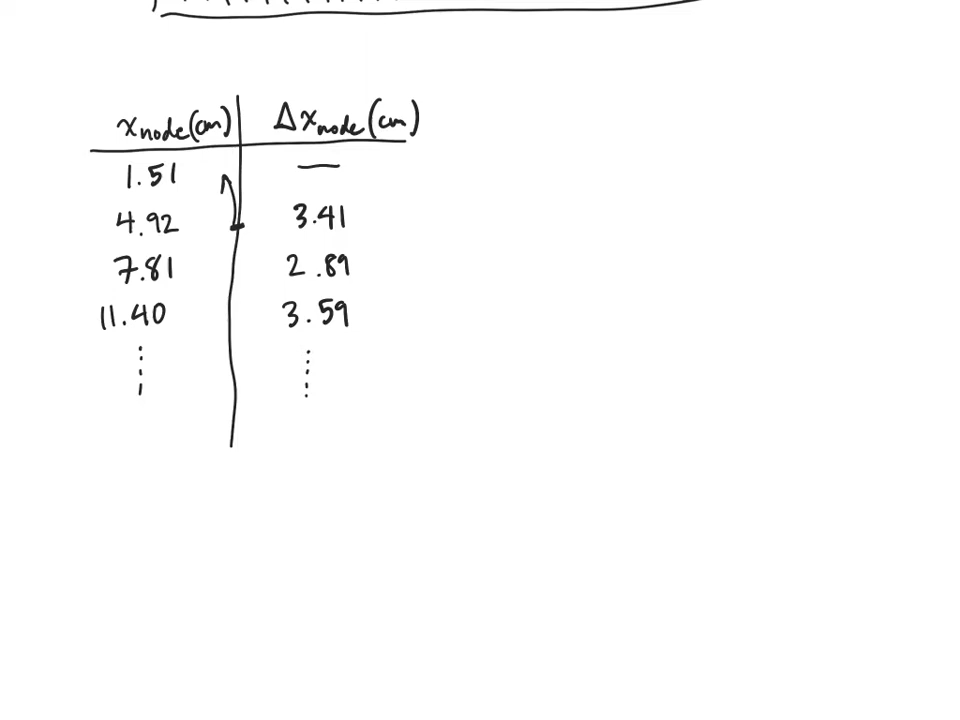 x_node (cm) Δx_node (cm)
1.51 —
4.92 3.41
7.81 2.89
11.40 3.59